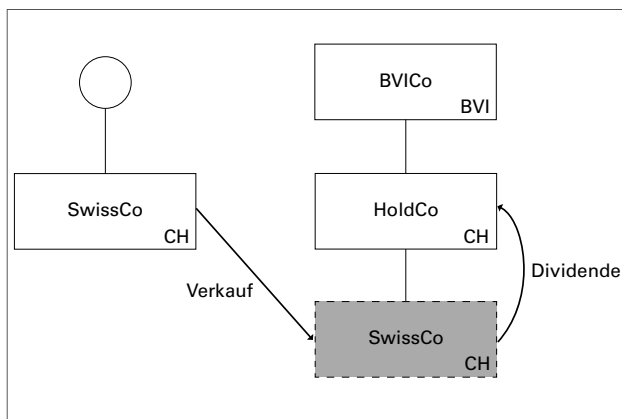 BVICo
BVI
SwissCo
CH
HoldCo
CH
Verkauf
Dividende
SwissCo
CH